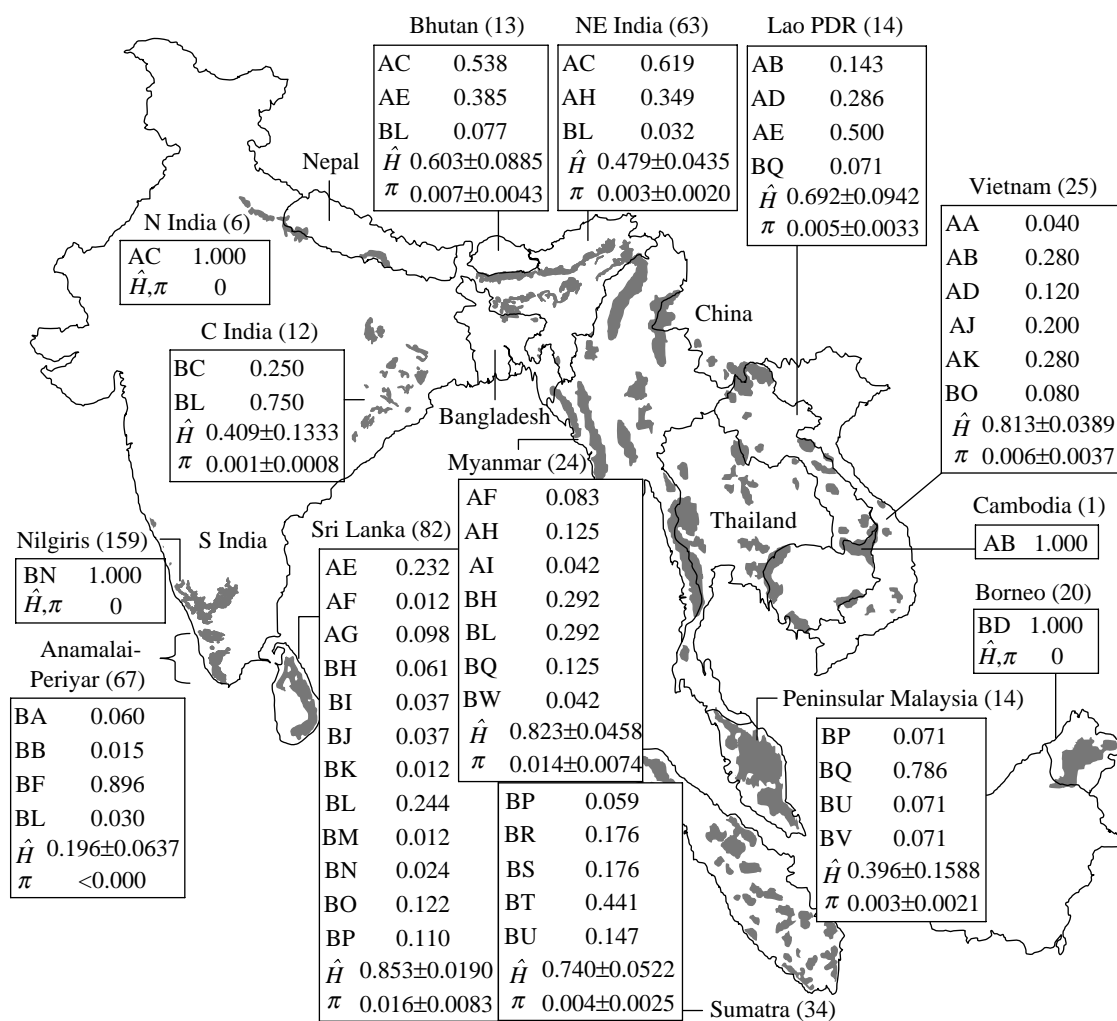 Bhutan (13)
AC 0.538
AE 0.385
BL 0.077
Ĥ 0.603±0.0885
π 0.007±0.0043
NE India (63)
AC 0.619
AH 0.349
BL 0.032
Ĥ 0.479±0.0435
π 0.003±0.0020
Lao PDR (14)
AB 0.143
AD 0.286
AE 0.500
BQ 0.071
Ĥ 0.692±0.0942
π 0.005±0.0033
Nepal
Vietnam (25)
AA 0.040
AB 0.280
AD 0.120
AJ 0.200
AK 0.280
BO 0.080
Ĥ 0.813±0.0389
π 0.006±0.0037
N India (6)
AC 1.000
Ĥ,π 0
China
C India (12)
BC 0.250
BL 0.750
Ĥ 0.409±0.1333
π 0.001±0.0008
Bangladesh
Myanmar (24)
AF 0.083
AH 0.125
AI 0.042
BH 0.292
BL 0.292
BQ 0.125
BW 0.042
Ĥ 0.823±0.0458
π 0.014±0.0074
Thailand
Cambodia (1)
AB 1.000
Nilgiris (159)
BN 1.000
Ĥ,π 0
S India
Sri Lanka (82)
AE 0.232
AF 0.012
AG 0.098
BH 0.061
BI 0.037
BJ 0.037
BK 0.012
BL 0.244
BM 0.012
BN 0.024
BO 0.122
BP 0.110
Ĥ 0.853±0.0190
π 0.016±0.0083
Borneo (20)
BD 1.000
Ĥ,π 0
Anamalai-
Periyar (67)
BA 0.060
BB 0.015
BF 0.896
BL 0.030
Ĥ 0.196±0.0637
π <0.000
Peninsular Malaysia (14)
BP 0.071
BQ 0.786
BU 0.071
BV 0.071
Ĥ 0.396±0.1588
π 0.003±0.0021
BP 0.059
BR 0.176
BS 0.176
BT 0.441
BU 0.147
Ĥ 0.740±0.0522
π 0.004±0.0025
Sumatra (34)